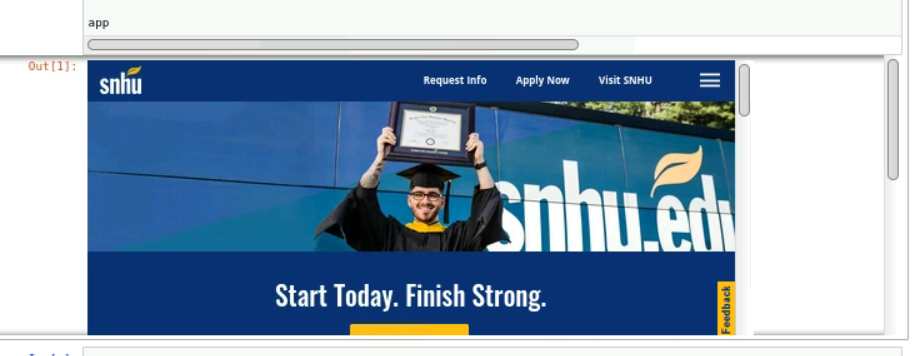 app
Out[1]:
snhu
Request Info
Apply Now
Visit SNHU
snhu.edu
Start Today. Finish Strong.
Feedback